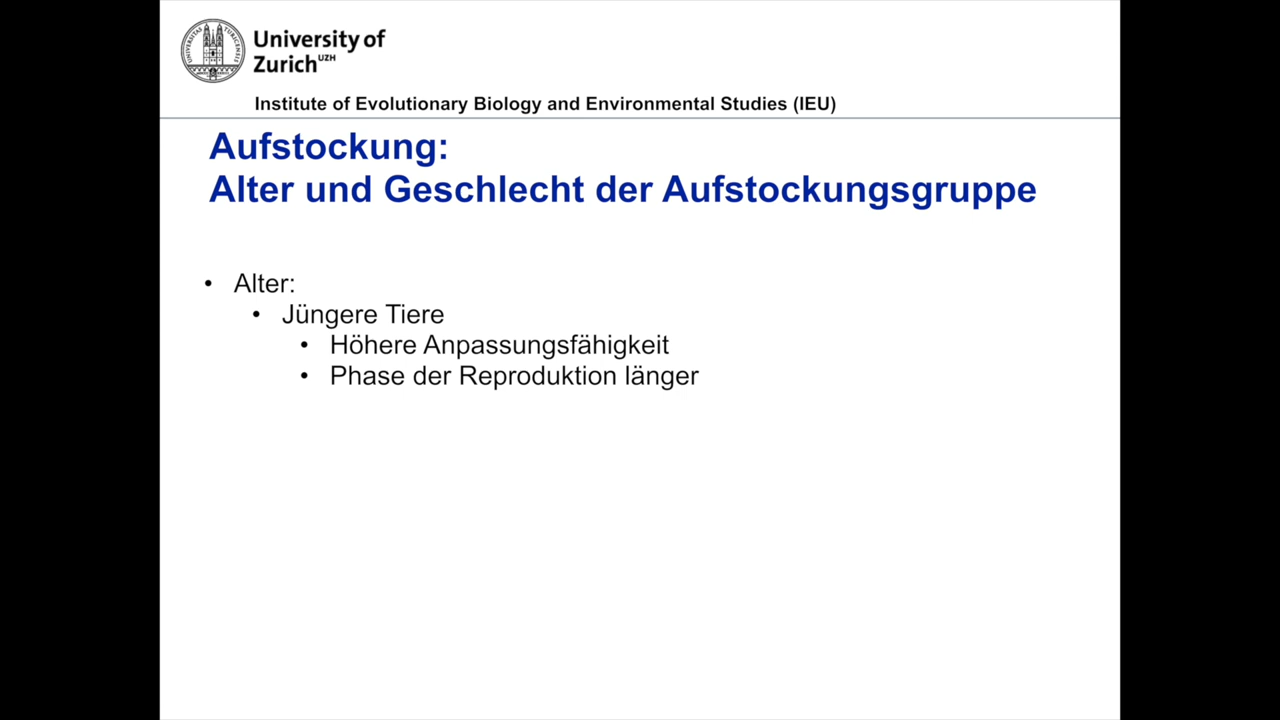 University of
Zurich UZH
Institute of Evolutionary Biology and Environmental Studies (IEU)
Aufstockung:
Alter und Geschlecht der Aufstockungsgruppe
• Alter:
• Jüngere Tiere
• Höhere Anpassungsfähigkeit
• Phase der Reproduktion länger